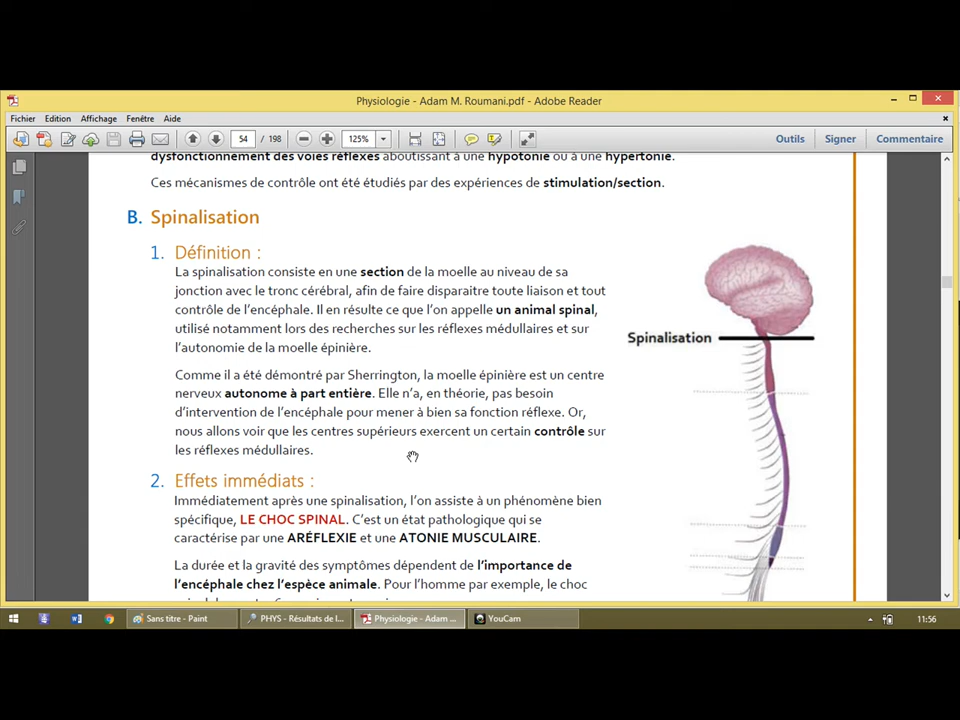 Physiologie - Adam M. Roumani.pdf - Adobe Reader
Fichier Edition Affichage Fenêtre Aide
54 / 198 125% Outils Signer Commentaire
dysfonctionnement des voies réflexes aboutissant à une hypotonie ou à une hypertonie.
Ces mécanismes de contrôle ont été étudiés par des expériences de stimulation/section.
B. Spinalisation
1. Définition :
La spinalisation consiste en une section de la moelle au niveau de sa
jonction avec le tronc cérébral, afin de faire disparaitre toute liaison et tout
contrôle de l'encéphale. Il en résulte ce que l'on appelle un animal spinal,
utilisé notamment lors des recherches sur les réflexes médullaires et sur
l'autonomie de la moelle épinière.
Comme il a été démontré par Sherrington, la moelle épinière est un centre
nerveux autonome à part entière. Elle n'a, en théorie, pas besoin
d'intervention de l'encéphale pour mener à bien sa fonction réflexe. Or,
nous allons voir que les centres supérieurs exercent un certain contrôle sur
les réflexes médullaires.
Spinalisation
2. Effets immédiats :
Immédiatement après une spinalisation, l'on assiste à un phénomène bien
spécifique, LE CHOC SPINAL. C'est un état pathologique qui se
caractérise par une ARÉFLEXIE et une ATONIE MUSCULAIRE.
La durée et la gravité des symptômes dépendent de l'importance de
l'encéphale chez l'espèce animale. Pour l'homme par exemple, le choc
Sans titre - Paint PHYS - Résultats de l... Physiologie - Adam ... YouCam 11:56